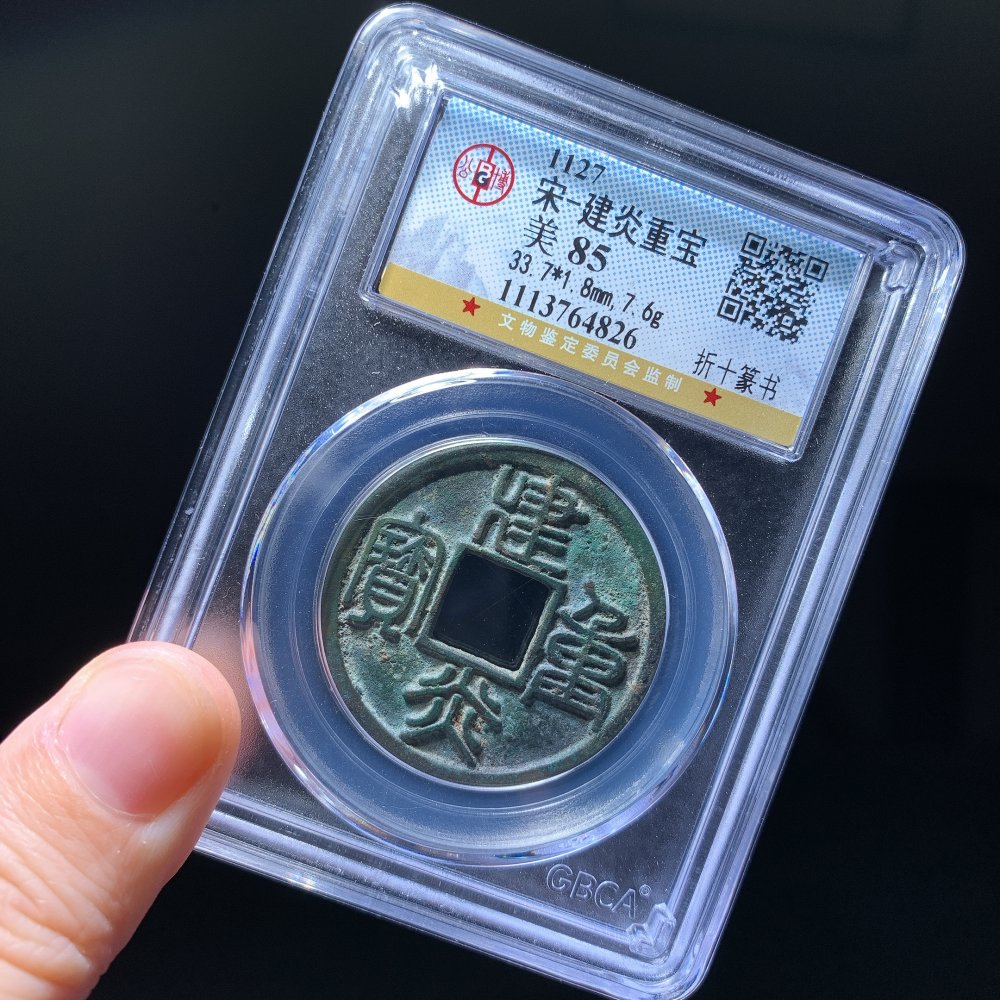 1127
宋-建炎重宝
美 85
33.7*1.8mm, 7.6g
1113764826
折十篆书
文物鉴定委员会监制
建
重
炎
寳
GBCA